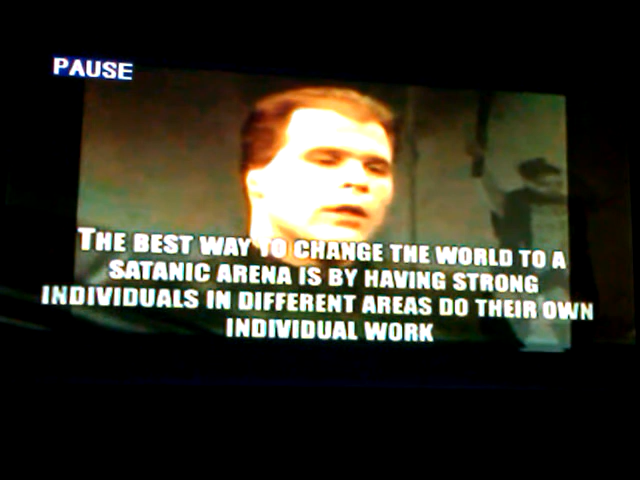 PAUSE
THE BEST WAY TO CHANGE THE WORLD TO A
SATANIC ARENA IS BY HAVING STRONG
INDIVIDUALS IN DIFFERENT AREAS DO THEIR OWN
INDIVIDUAL WORK